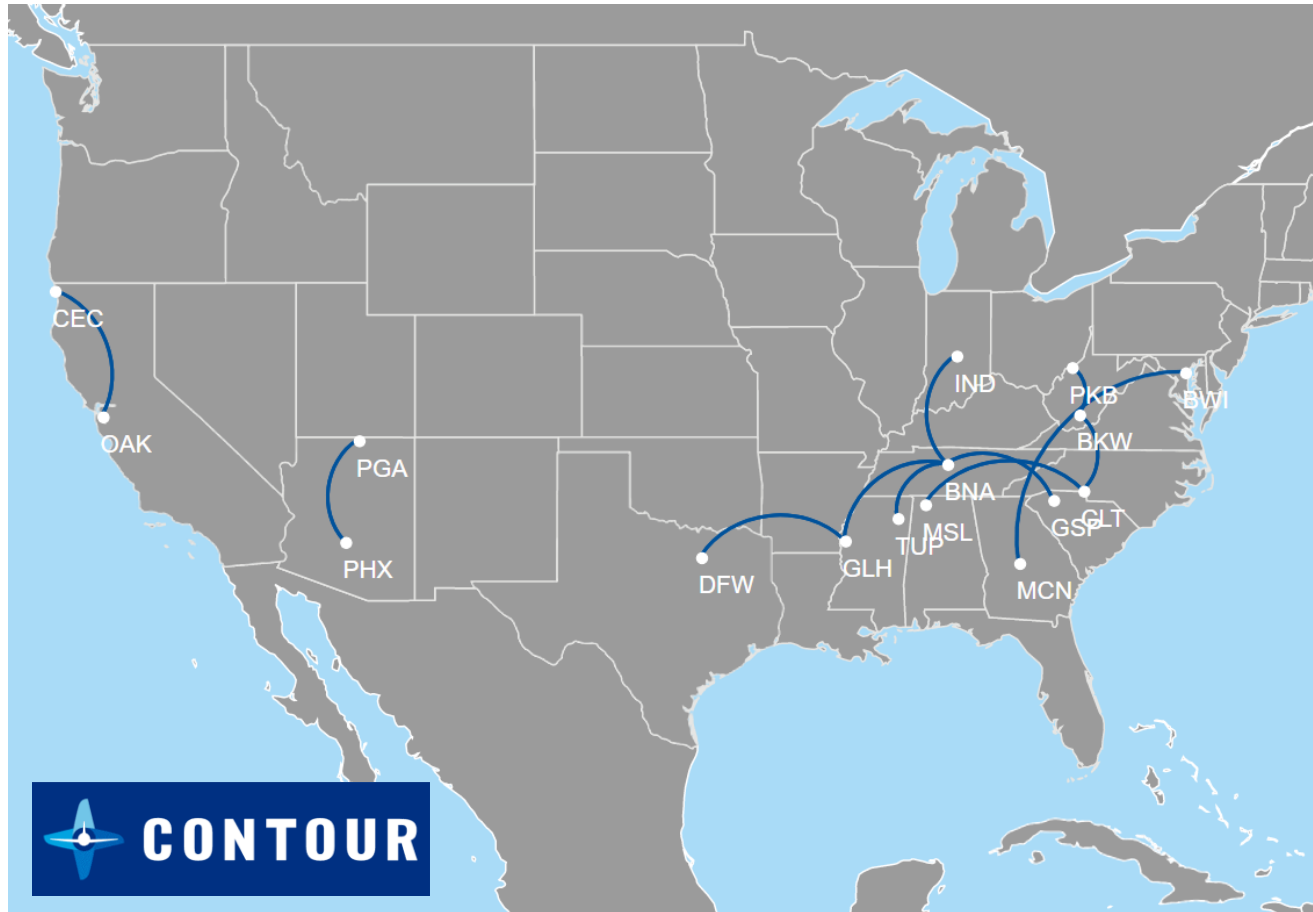 CEC
IND
PKB
BWI
OAK
BKW
PGA
BNA
CLT
GSP
MSL
TUP
PHX
GLH
DFW
MCN
CONTOUR